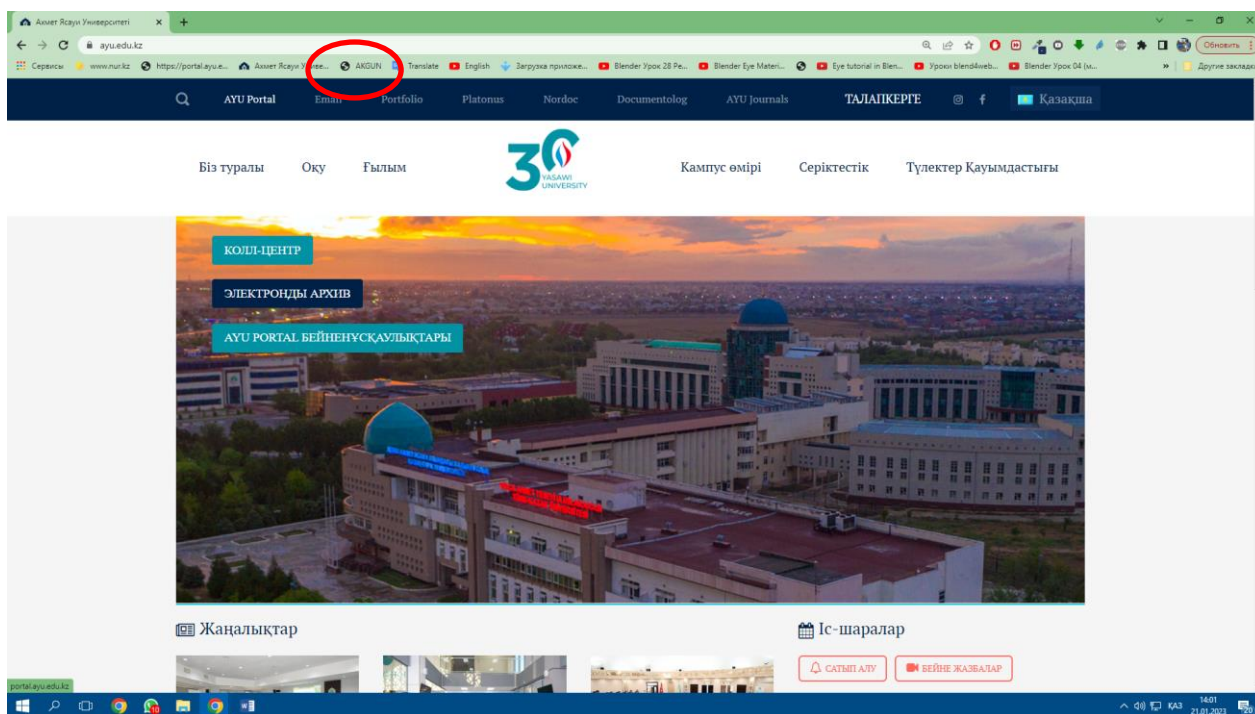 Ахмет Ясауи Университеті
ayu.edu.kz
Обновить
Сервисы www.nur.kz https://portal.ayu.e... Ахмет Ясауи Униве... AKGUN Translate English Загрузка приложе... Blender Урок 28 Ре... Blender Eye Materi... Eye tutorial in Blen... Уроки blend4web... Blender Урок 04 (м... » Другие закладки
AYU Portal Email Portfolio Platonus Nordoc Documentolog AYU Journals ТАЛАПКЕРГЕ Қазақша
Біз туралы Оқу Ғылым
30
YASAWI
UNIVERSITY
Кампус өмірі Серіктестік Түлектер Қауымдастығы
КОЛЛ-ЦЕНТР
ЭЛЕКТРОНДЫ АРХИВ
AYU PORTAL БЕЙНЕНҰСҚАУЛЫҚТАРЫ
Жаңалықтар
Іс-шаралар
САТЫП АЛУ БЕЙНЕ ЖАЗБАЛАР
portal.ayu.edu.kz
ҚАЗ
14:01
21.01.2023